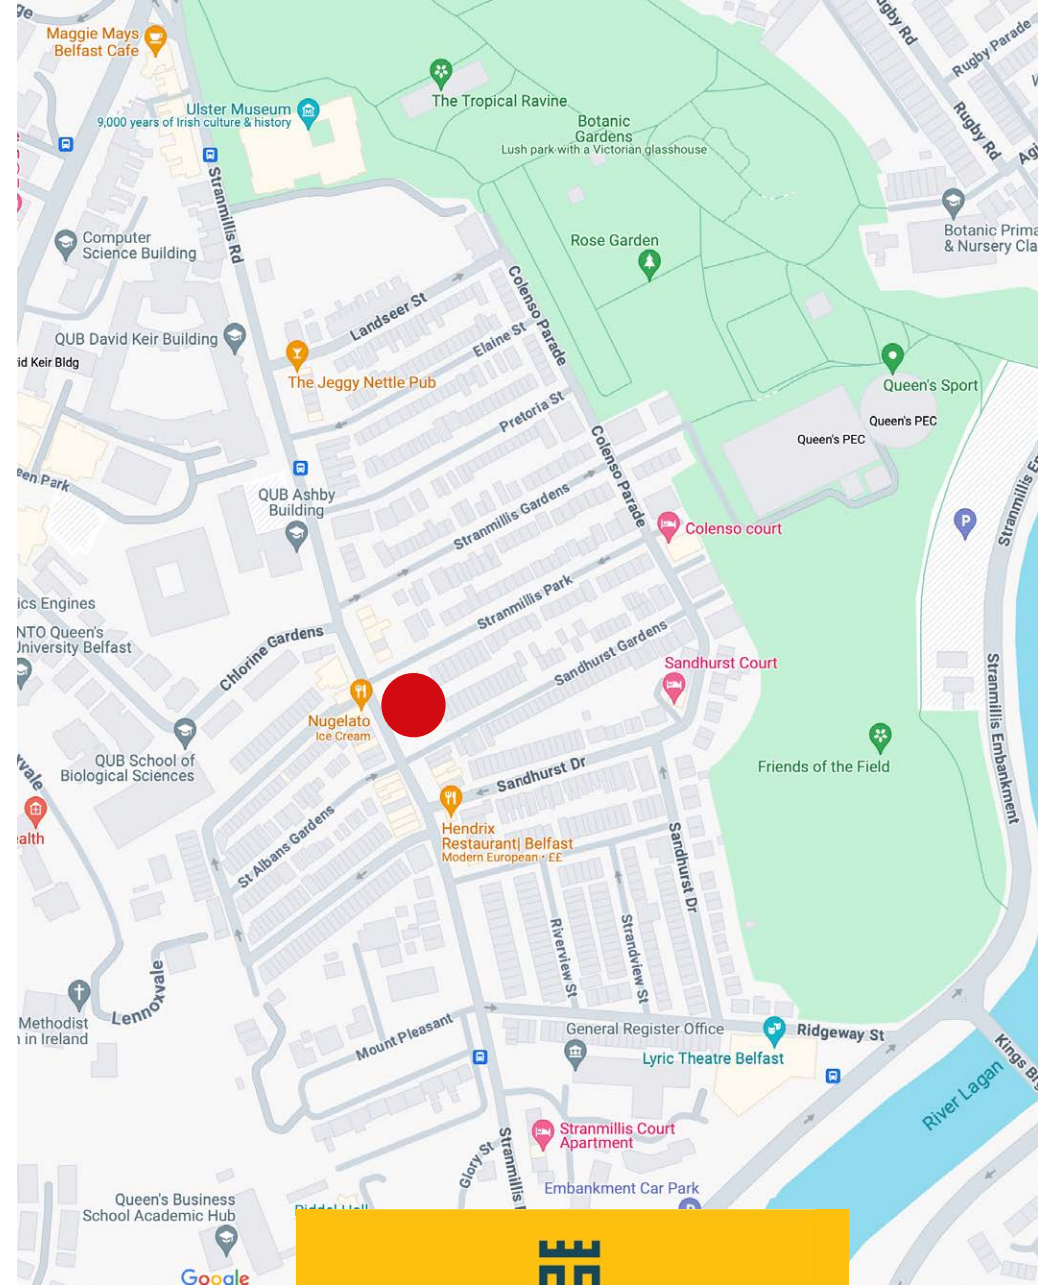 ge
Maggie Mays
Belfast Cafe
Ulster Museum
9,000 years of Irish culture & history
The Tropical Ravine
Botanic
Gardens
Lush park with a Victorian glasshouse
ugby Rd
Rugby Parade
Rugby Rd
Agi
Botanic Prima
& Nursery Cla
Stranmillis Rd
Computer
Science Building
Rose Garden
Colenso Parade
Landseer St
QUB David Keir Building
id Keir Bldg
Elaine St
The Jeggy Nettle Pub
Queen's Sport
Queen's PEC
Queen's PEC
Pretoria St
Colenso Parade
een Park
QUB Ashby
Building
Stranmillis Gardens
Colenso court
P
Stranmillis E
Stranmillis Park
ics Engines
NTO Queen's
University Belfast
Chlorine Gardens
Sandhurst Gardens
Sandhurst Court
Nugelato
Ice Cream
Stranmillis Embankment
QUB School of
Biological Sciences
Friends of the Field
vale
ealth
Sandhurst Dr
Hendrix
Restaurant| Belfast
Modern European · ££
St Albans Gardens
Sandhurst Dr
Riverview St
Strandview St
Lennoxvale
Methodist
n in Ireland
Mount Pleasant
General Register Office
Ridgeway St
Lyric Theatre Belfast
Kings Br
River Lagan
Stranmillis Court
Apartment
Stranmillis
Glory St
Embankment Car Park
Queen's Business
School Academic Hub
Riddel Hall
Google